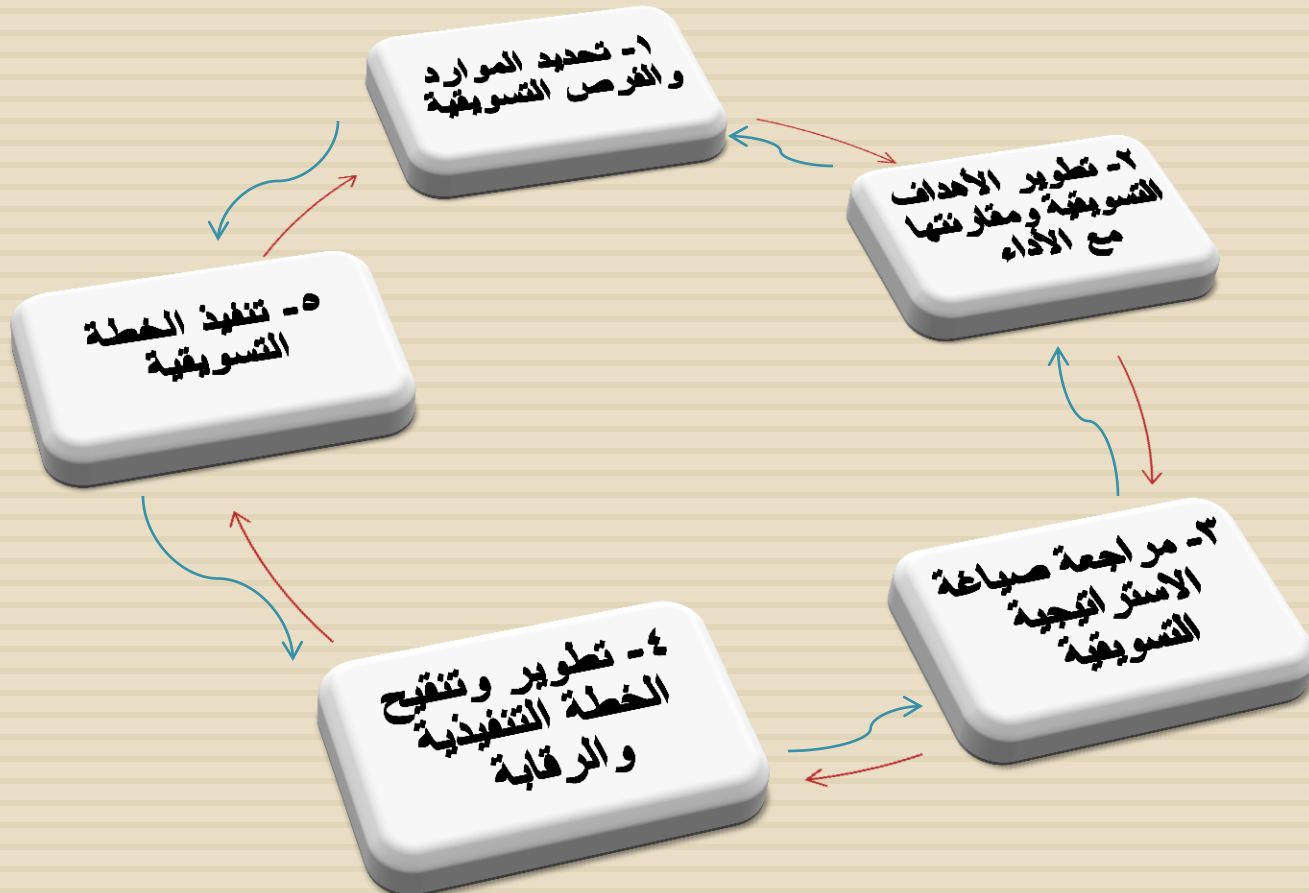 ١- تحديد الموارد
والفرص التسويقية
٢- تطوير الأهداف
التسويقية ومقارنتها
مع الأداء
٣- مراجعة صياغة
الاستراتيجية
التسويقية
٤- تطوير وتنقيح
الخطة التنفيذية
والرقابة
٥- تنفيذ الخطة
التسويقية